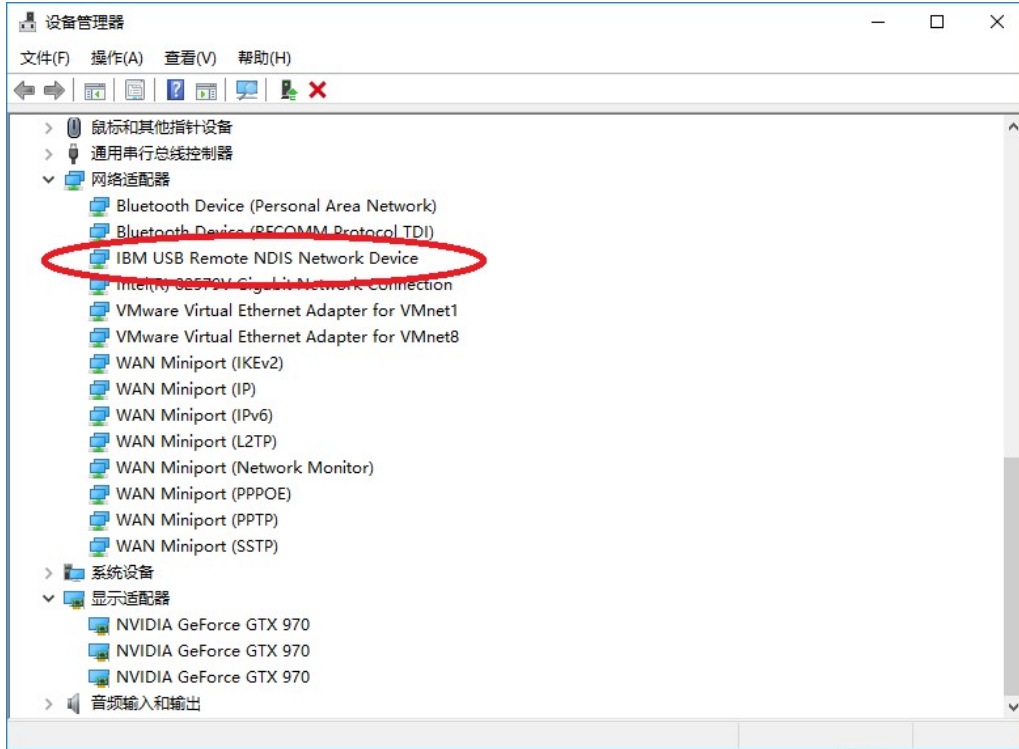 设备管理器
文件(F) 操作(A) 查看(V) 帮助(H)
鼠标和其他指针设备
通用串行总线控制器
网络适配器
Bluetooth Device (Personal Area Network)
Bluetooth Device (RFCOMM Protocol TDI)
IBM USB Remote NDIS Network Device
Intel(R) 82579V Gigabit Network Connection
VMware Virtual Ethernet Adapter for VMnet1
VMware Virtual Ethernet Adapter for VMnet8
WAN Miniport (IKEv2)
WAN Miniport (IP)
WAN Miniport (IPv6)
WAN Miniport (L2TP)
WAN Miniport (Network Monitor)
WAN Miniport (PPPOE)
WAN Miniport (PPTP)
WAN Miniport (SSTP)
系统设备
显示适配器
NVIDIA GeForce GTX 970
NVIDIA GeForce GTX 970
NVIDIA GeForce GTX 970
音频输入和输出